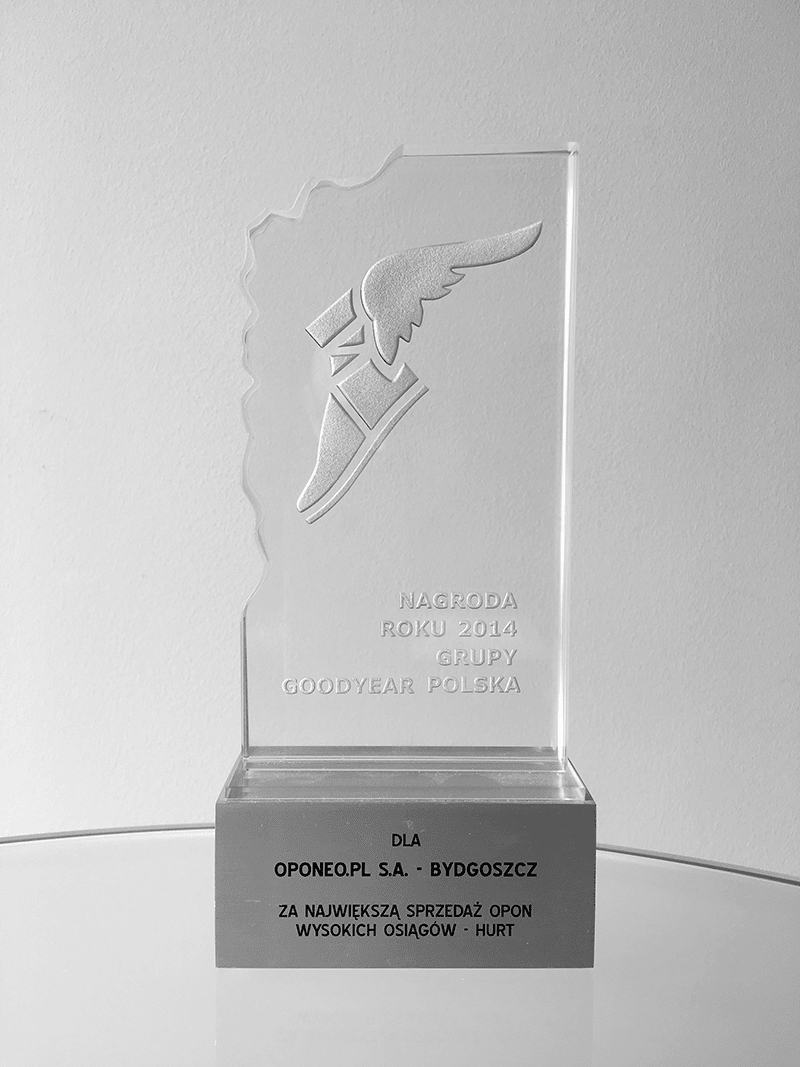 NAGRODA
ROKU 2014
GRUPY
GOODYEAR POLSKA
DLA
OPONEO.PL S.A. - BYDGOSZCZ
ZA NAJWIĘKSZĄ SPRZEDAŻ OPON
WYSOKICH OSIĄGÓW - HURT